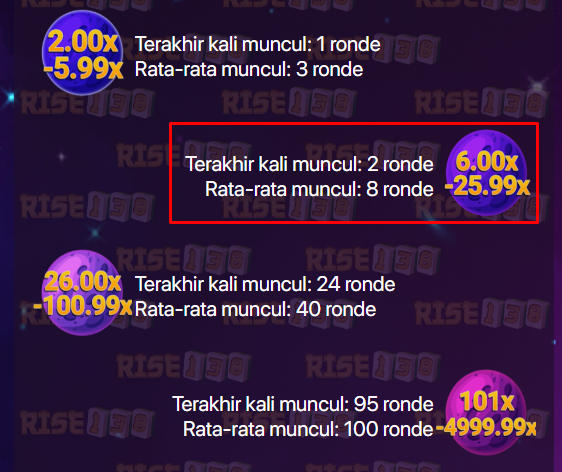 2.00x
-5.99x
Terakhir kali muncul: 1 ronde
Rata-rata muncul: 3 ronde
Terakhir kali muncul: 2 ronde
Rata-rata muncul: 8 ronde
6.00x
-25.99x
26.00x
-100.99x
Terakhir kali muncul: 24 ronde
Rata-rata muncul: 40 ronde
Terakhir kali muncul: 95 ronde
Rata-rata muncul: 100 ronde
101x
-4999.99x
RISE138